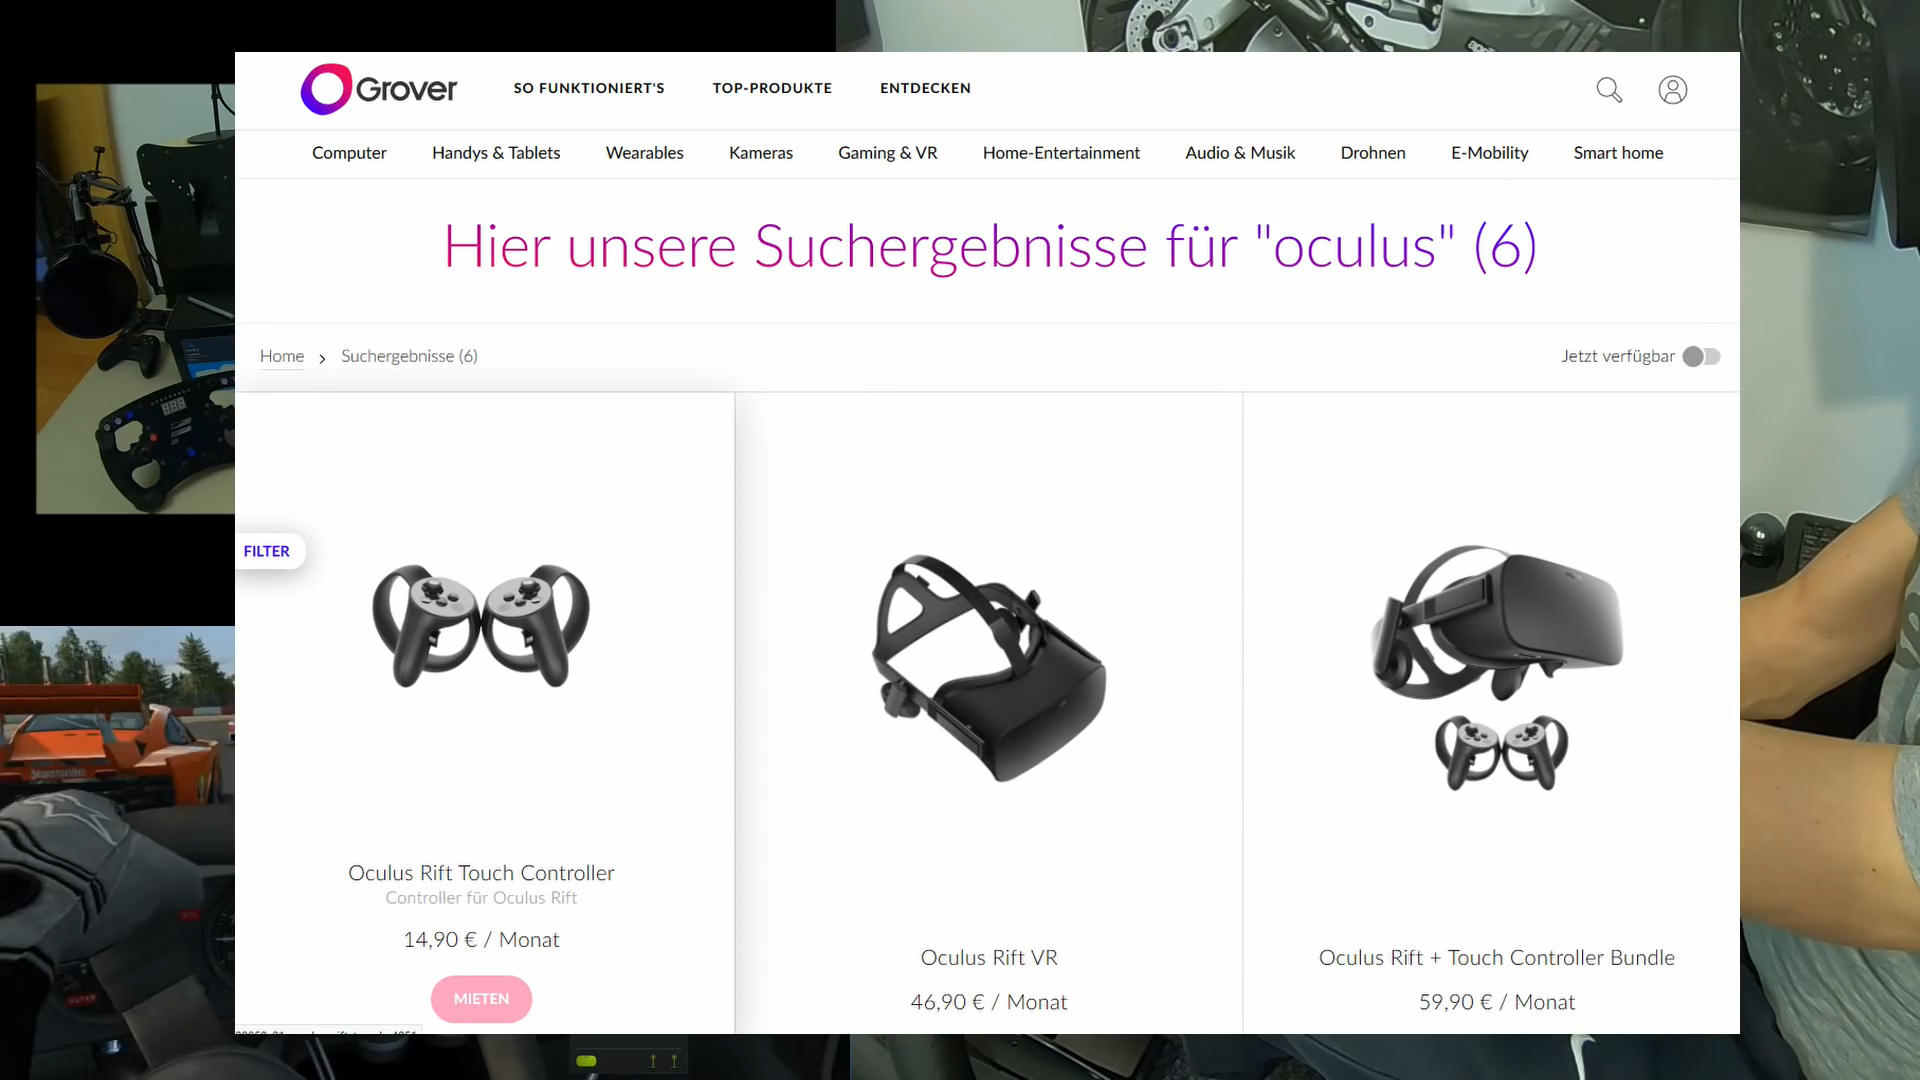 Grover
SO FUNKTIONIERT'S TOP-PRODUKTE ENTDECKEN
Computer Handys & Tablets Wearables Kameras Gaming & VR Home-Entertainment Audio & Musik Drohnen E-Mobility Smart home
Hier unsere Suchergebnisse für "oculus" (6)
Home > Suchergebnisse (6) Jetzt verfügbar
FILTER
Oculus Rift Touch Controller
Controller für Oculus Rift
14,90 € / Monat
MIETEN
Oculus Rift VR
46,90 € / Monat
Oculus Rift + Touch Controller Bundle
59,90 € / Monat